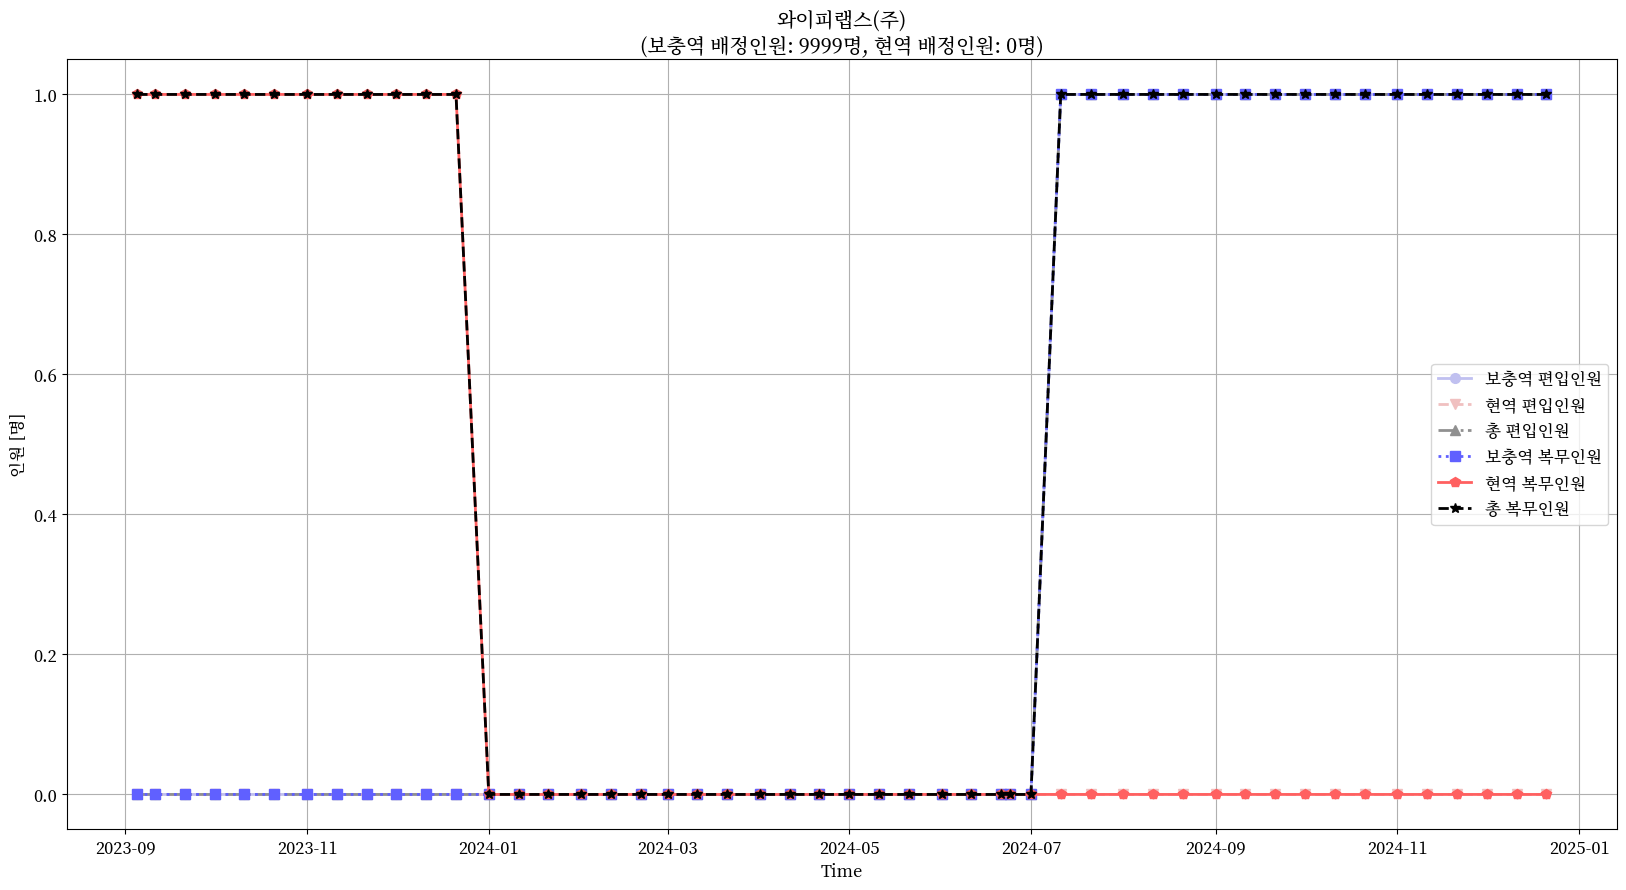 와이피랩스(주)
(보충역 배정인원: 9999명, 현역 배정인원: 0명)
1.0
0.8
0.6
0.4
0.2
0.0
인원 [명]
보충역 편입인원
현역 편입인원
총 편입인원
보충역 복무인원
현역 복무인원
총 복무인원
2023-09 2023-11 2024-01 2024-03 2024-05 2024-07 2024-09 2024-11 2025-01
Time